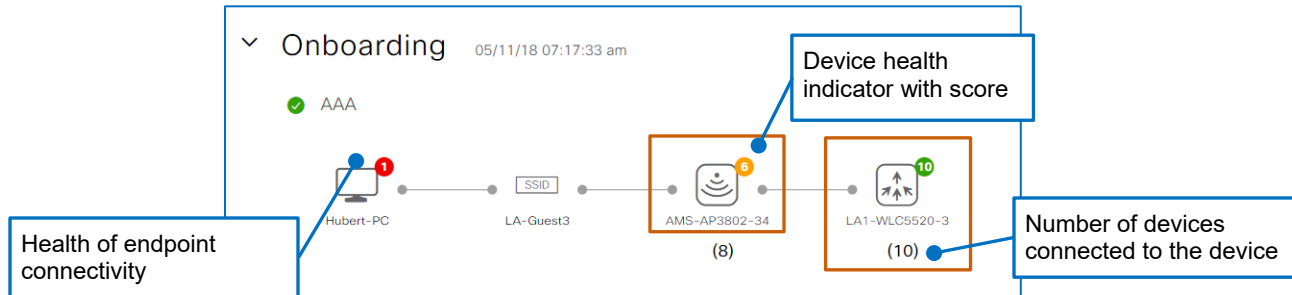 Onboarding 05/11/18 07:17:33 am
Device health
indicator with score
AAA
1
6
10
SSID
Hubert-PC
LA-Guest3
AMS-AP3802-34
LA1-WLC5520-3
(8)
(10)
Health of endpoint
connectivity
Number of devices
connected to the device